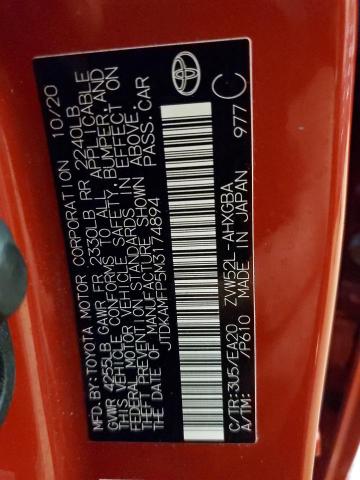 MFD.BY:TOYOTA MOTOR CORPORATION 10/20
GVWR 4255LB GAWR FR 2330LB RR 2240LB
THIS VEHICLE CONFORMS TO ALL APPLICABLE
FEDERAL MOTOR VEHICLE SAFETY, BUMPER, AND
THEFT PREVENTION STANDARDS IN EFFECT ON
THE DATE OF MANUFACTURE SHOWN ABOVE.
JTDKAMFP5M3174894 PASS.CAR
C/TR:3U5/EA20 ZVW52L-AHXGBA
A/TM: /P610 MADE IN JAPAN 977
C
TOYOTA